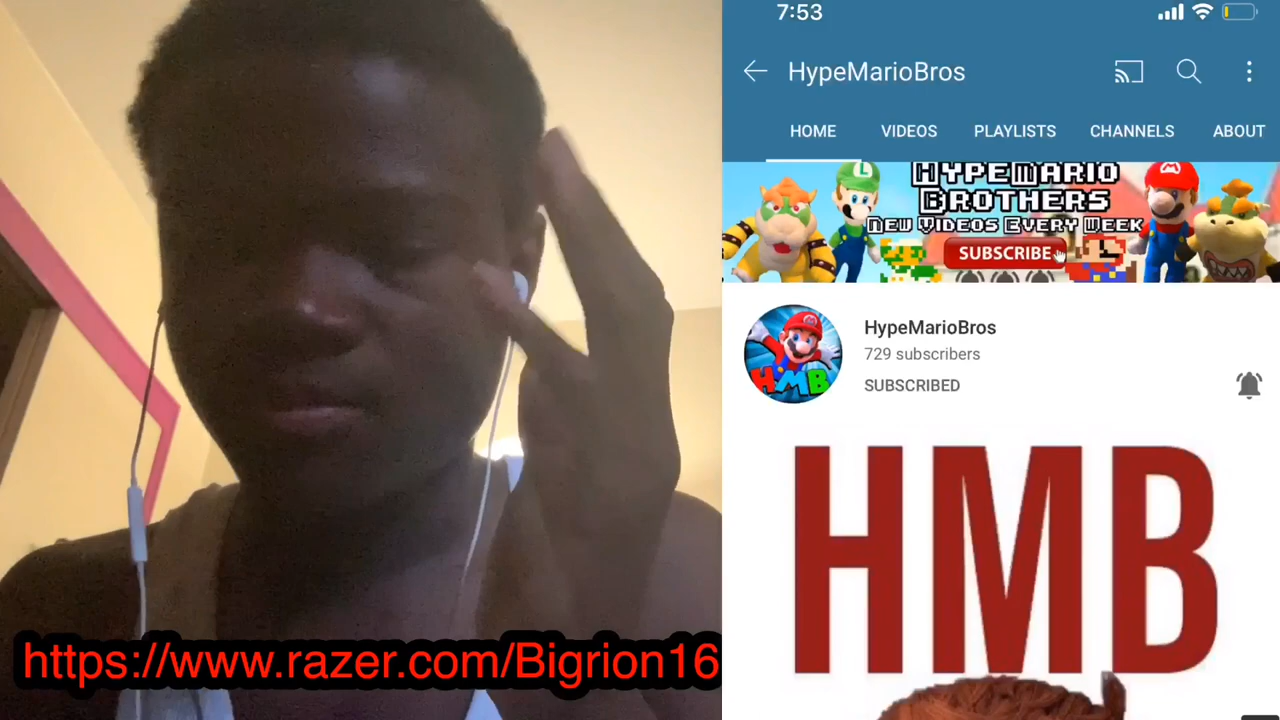 7:53
HypeMarioBros
HOME VIDEOS PLAYLISTS CHANNELS ABOUT
L
M
HYPEMARIO
BROTHERS
NEW VIDEOS EVERY WEEK
SUBSCRIBE
HMB
HypeMarioBros
729 subscribers
SUBSCRIBED
HMB
https://www.razer.com/Bigrion16